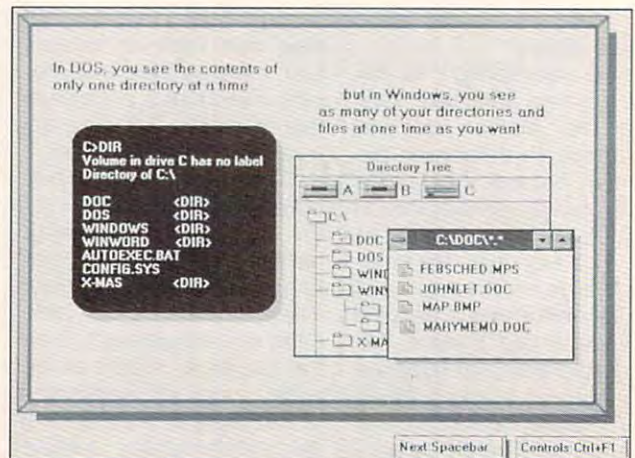 In DOS, you see the contents of
only one directory at a time
but in Windows, you see
as many of your directories and
files at one time as you want
C>DIR
Volume in drive C has no label
Directory of C:\
DOC <DIR>
DOS <DIR>
WINDOWS <DIR>
WINWORD <DIR>
AUTOEXEC.BAT
CONFIG.SYS
X-MAS <DIR>
Directory Tree
A B C
C:\
DOC
DOS
WIND
WINW
X-MA
C:\DOC\*.*
FEBSCHED.MPS
JOHNLET.DOC
MAP.BMP
MARYMEMO.DOC
Next:Spacebar Controls:Ctrl+F1